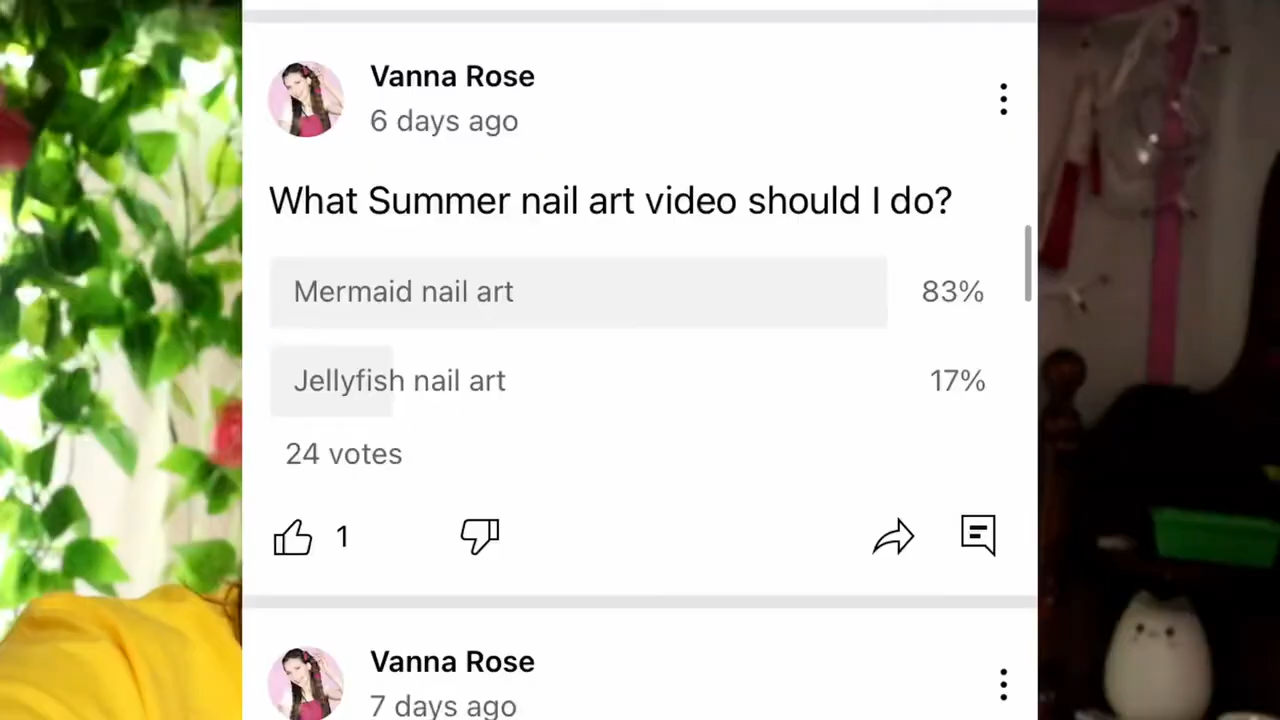 Vanna Rose
6 days ago
What Summer nail art video should I do?
Mermaid nail art 83%
Jellyfish nail art 17%
24 votes
1
Vanna Rose
7 days ago